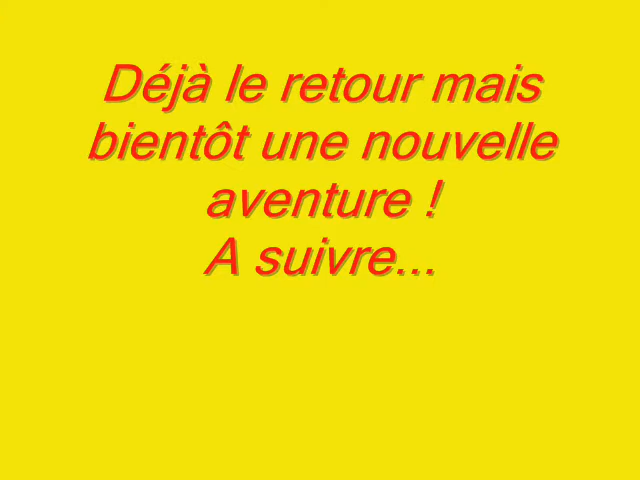 Déjà le retour mais
bientôt une nouvelle
aventure !
A suivre...